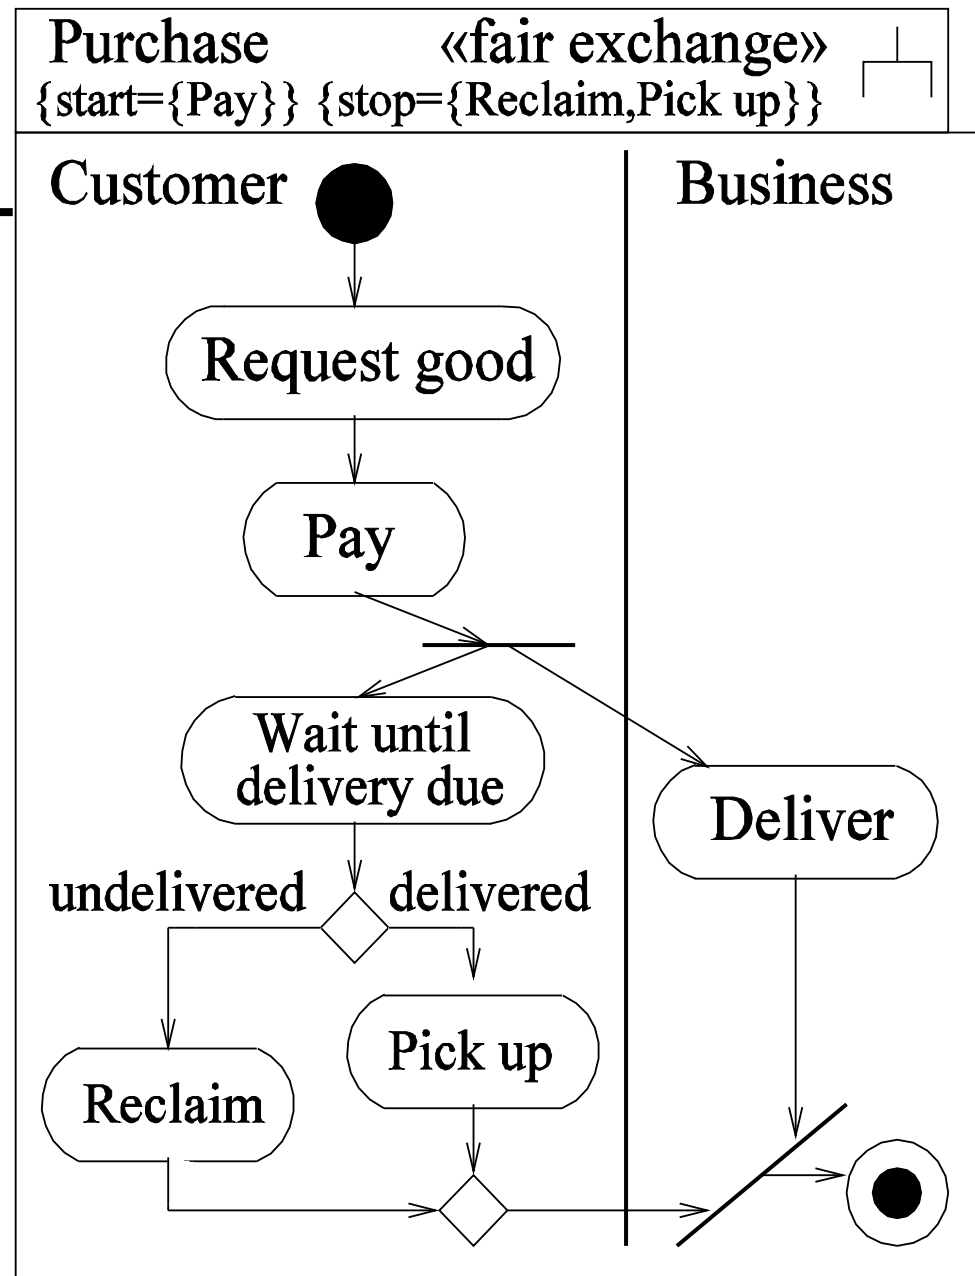 Purchase «fair exchange»
{start={Pay}} {stop={Reclaim,Pick up}}
Customer
Business
Request good
Pay
Wait until
delivery due
Deliver
undelivered
delivered
Pick up
Reclaim